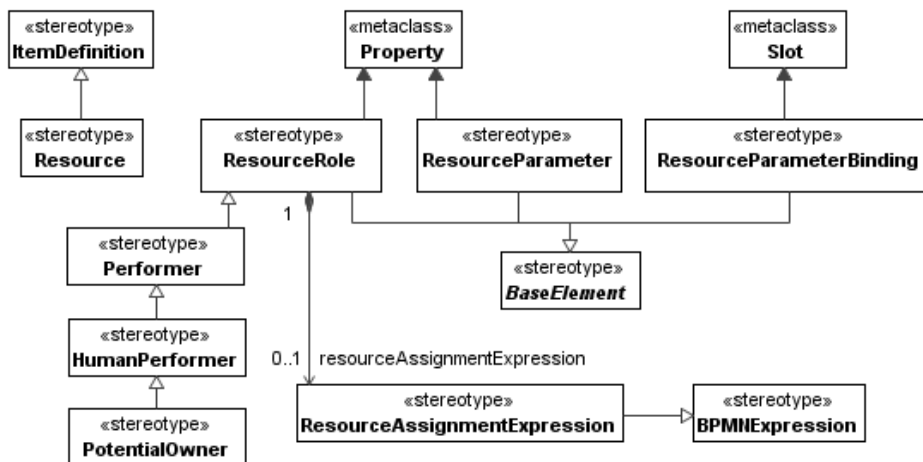 «stereotype»
ItemDefinition
«metaclass»
Property
«metaclass»
Slot
«stereotype»
Resource
«stereotype»
ResourceRole
«stereotype»
ResourceParameter
«stereotype»
ResourceParameterBinding
1
«stereotype»
Performer
«stereotype»
BaseElement
«stereotype»
HumanPerformer
0..1 resourceAssignmentExpression
«stereotype»
ResourceAssignmentExpression
«stereotype»
BPMNExpression
«stereotype»
PotentialOwner